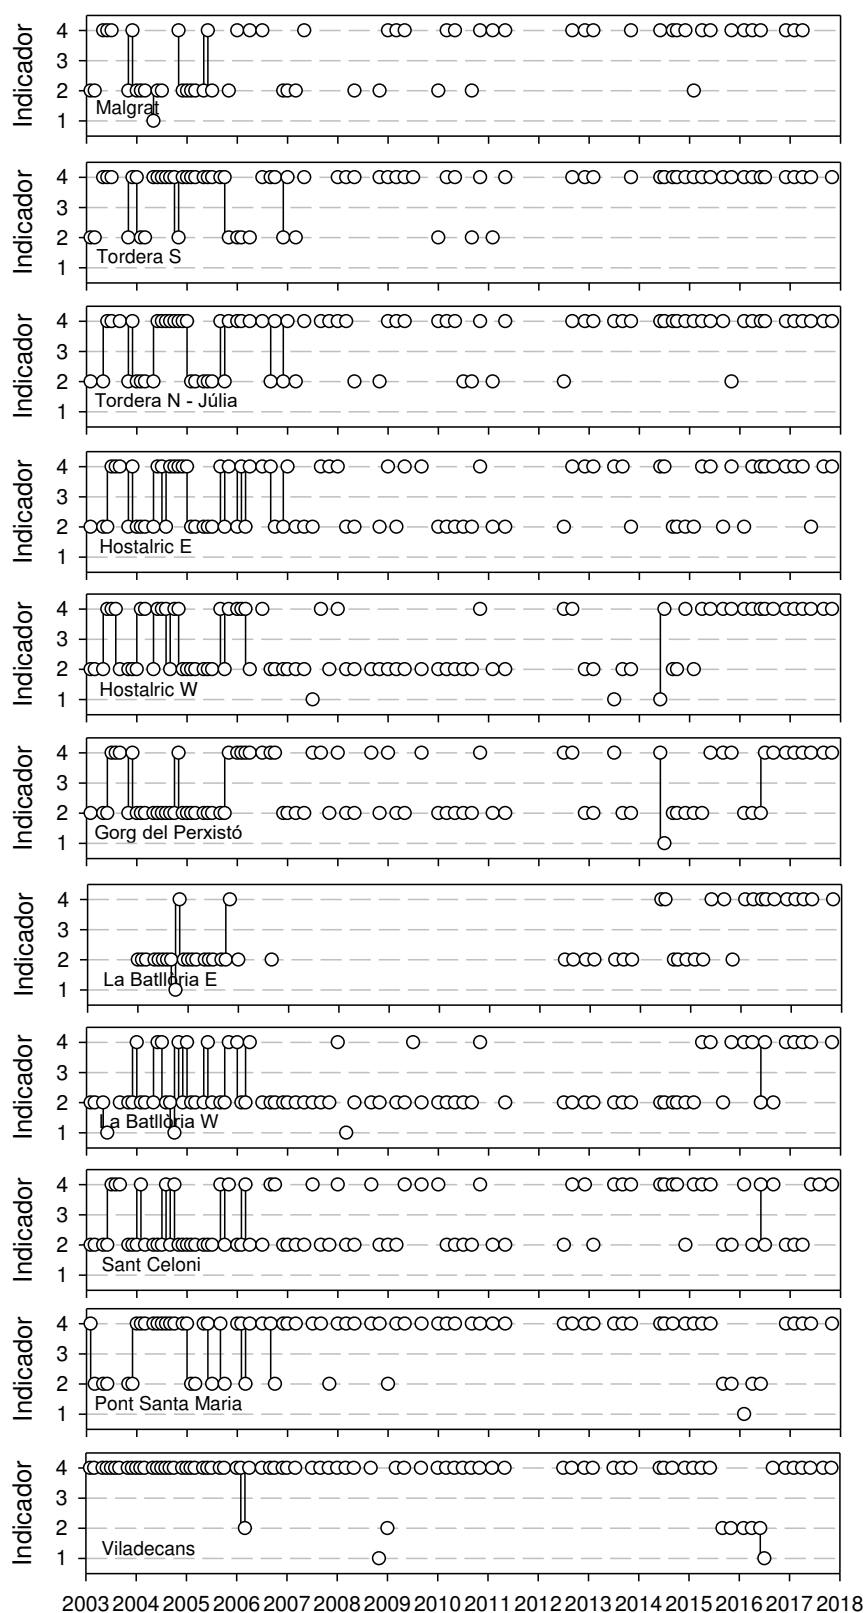 Indicador
4
3
2
1
Malgrat
Indicador
4
3
2
1
Tordera S
Indicador
4
3
2
1
Tordera N - Júlia
Indicador
4
3
2
1
Hostalric E
Indicador
4
3
2
1
Hostalric W
Indicador
4
3
2
1
Gorg del Perxistó
Indicador
4
3
2
1
La Batllòria E
Indicador
4
3
2
1
La Batllòria W
Indicador
4
3
2
1
Sant Celoni
Indicador
4
3
2
1
Pont Santa Maria
Indicador
4
3
2
1
Viladecans
2003 2004 2005 2006 2007 2008 2009 2010 2011 2012 2013 2014 2015 2016 2017 2018